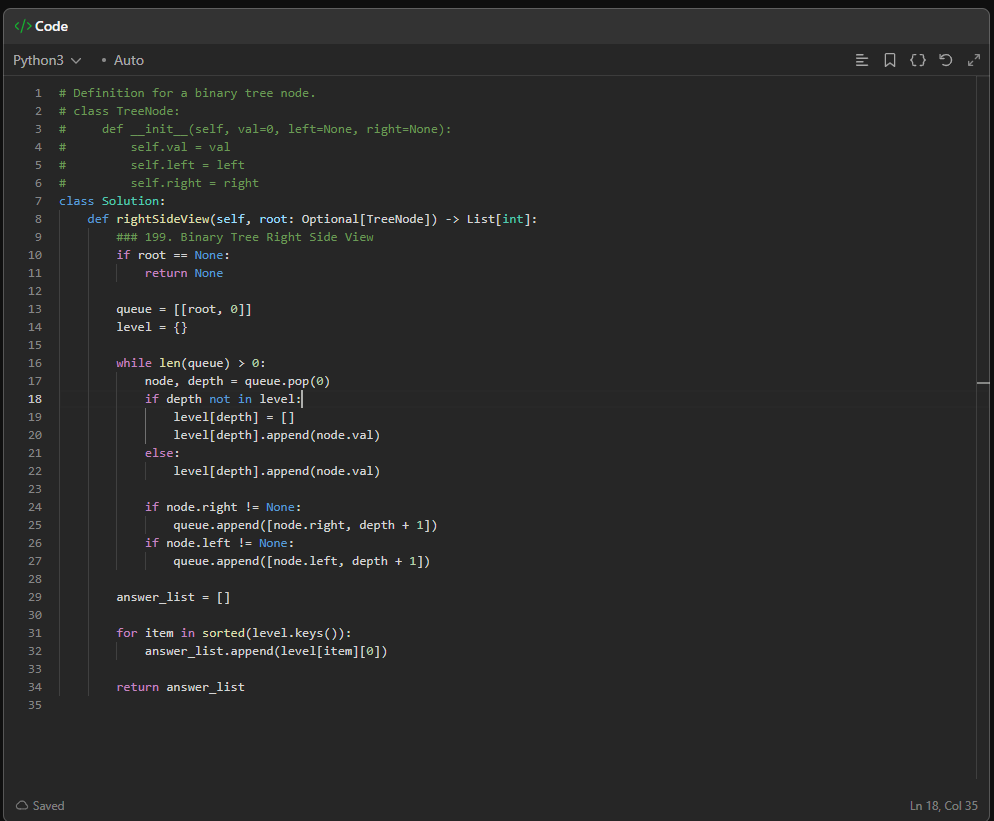 </> Code
Python3 • Auto
1 # Definition for a binary tree node.
2 # class TreeNode:
3 #     def __init__(self, val=0, left=None, right=None):
4 #         self.val = val
5 #         self.left = left
6 #         self.right = right
7 class Solution:
8     def rightSideView(self, root: Optional[TreeNode]) -> List[int]:
9         ### 199. Binary Tree Right Side View
10         if root == None:
11             return None
12
13         queue = [[root, 0]]
14         level = {}
15
16         while len(queue) > 0:
17             node, depth = queue.pop(0)
18             if depth not in level:
19                 level[depth] = []
20                 level[depth].append(node.val)
21             else:
22                 level[depth].append(node.val)
23
24             if node.right != None:
25                 queue.append([node.right, depth + 1])
26             if node.left != None:
27                 queue.append([node.left, depth + 1])
28
29         answer_list = []
30
31         for item in sorted(level.keys()):
32             answer_list.append(level[item][0])
33
34         return answer_list
35
Saved
Ln 18, Col 35